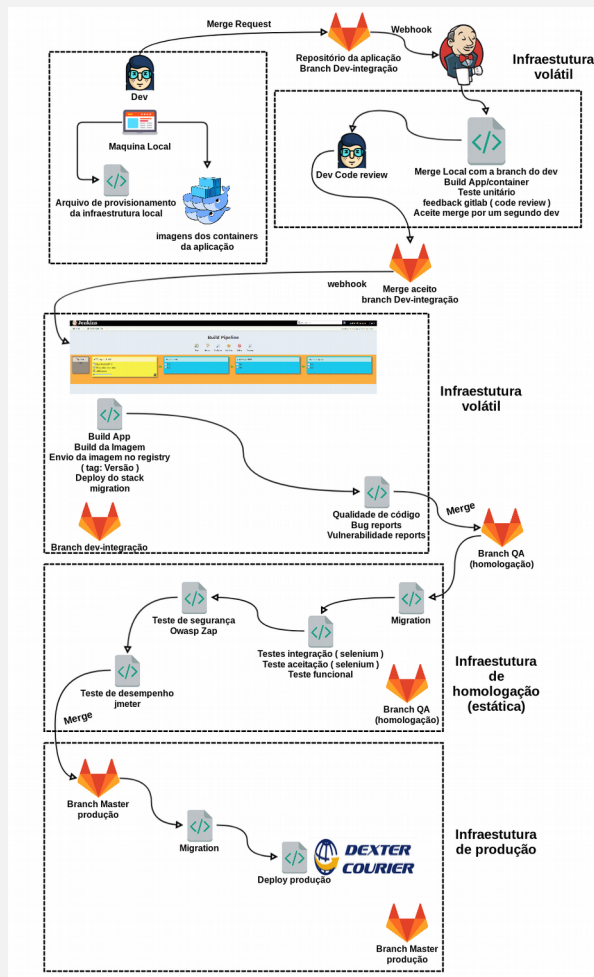 Merge Request
Webhook
Repositório da aplicação
Branch Dev-integração
Infraestutura
volátil
Dev
Maquina Local
Arquivo de provisionamento
da infraestrutura local
imagens dos containers
da aplicação
Dev Code review
Merge Local com a branch do dev
Build App/container
Teste unitário
feedback gitlab ( code review )
Aceite merge por um segundo dev
webhook
Merge aceito
branch Dev-integração
Jenkins
Build Pipeline
Infraestutura
volátil
Build App
Build da Imagem
Envio da imagem no registry
( tag: Versão )
Deploy do stack
migration
Branch dev-integração
Qualidade de código
Bug reports
Vulnerabilidade reports
Merge
Branch QA
(homologação)
Teste de segurança
Owasp Zap
Testes integração ( selenium )
Teste aceitação ( selenium )
Teste funcional
Migration
Teste de desempenho
jmeter
Branch QA
(homologação)
Infraestutura
de
homologação
(estática)
Merge
Branch Master
produção
Migration
Deploy produção
DEXTER
COURIER
Infraestutura
de produção
Branch Master
produção